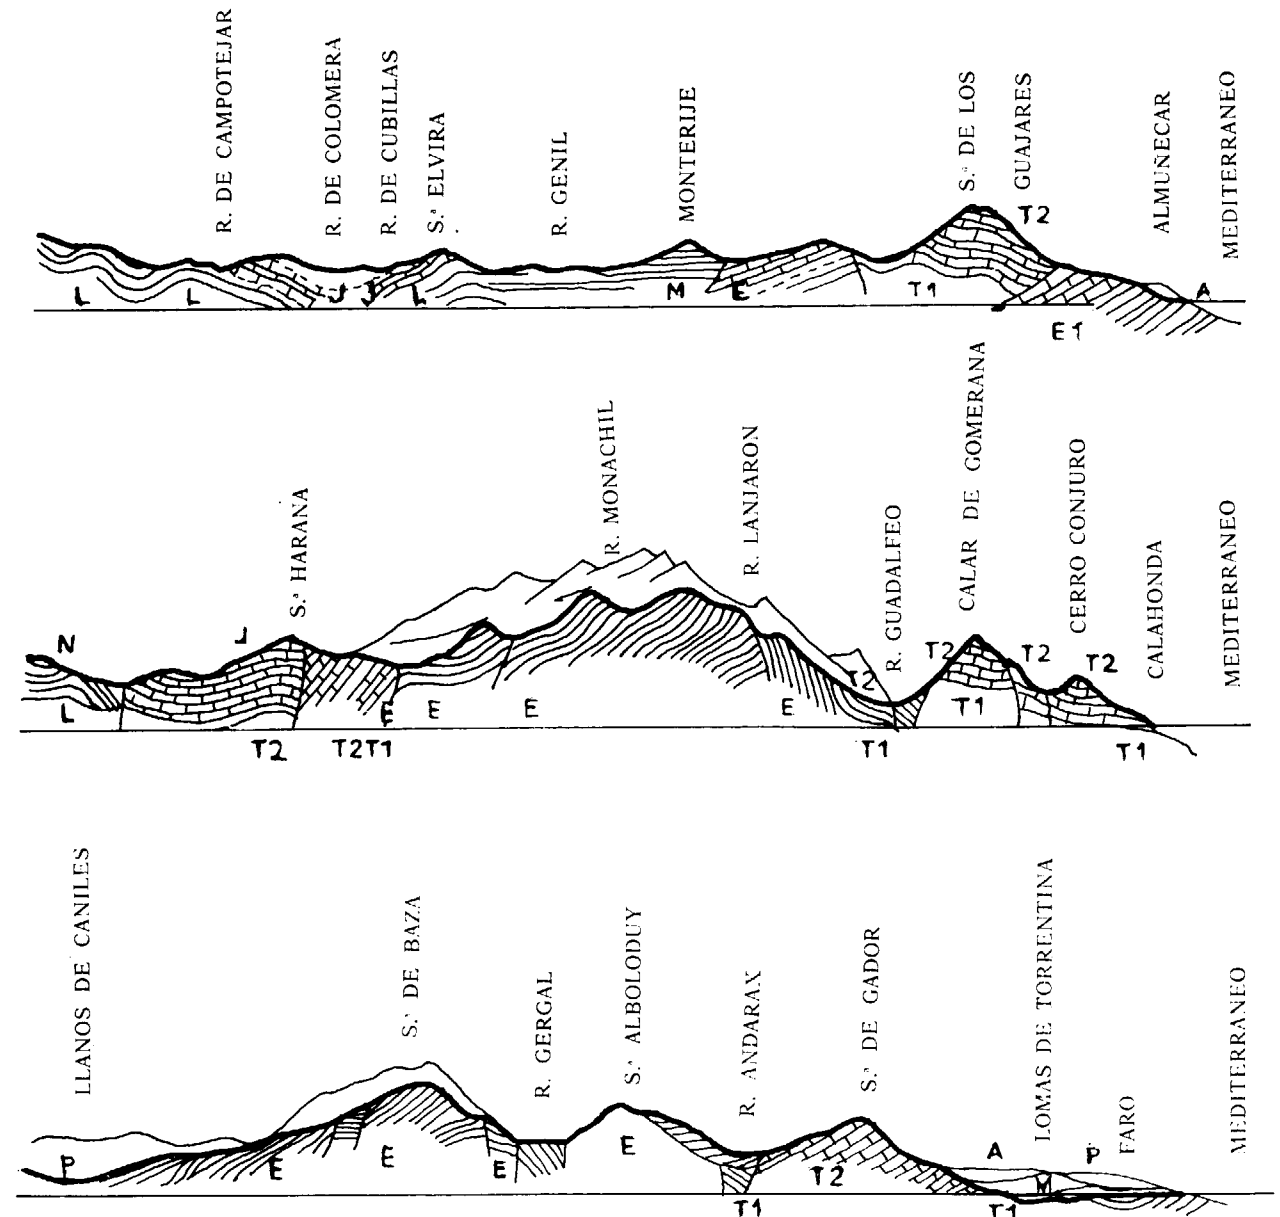 R. DE CAMPOTEJAR
R. DE COLOMERA
R. DE CUBILLAS
S.ª ELVIRA
R. GENIL
MONTERIJE
S.ª DE LOS
GUAJARES
ALMUÑECAR
MEDITERRANEO
T2
L
L
J
J
L
M
E
T1
A
E1
S.ª HARANA
R. MONACHIL
R. LANJARON
R. GUADALFEO
CALAR DE GOMERANA
CERRO CONJURO
CALAHONDA
MEDITERRANEO
N
J
T2
T2
T2
T2
L
E
E
E
E
T1
T2
T2T1
T1
T1
LLANOS DE CANILES
S.ª DE BAZA
R. GERGAL
S.ª ALBOLODUY
R. ANDARAX
S.ª DE GADOR
LOMAS DE TORRENTINA
FARO
MEDITERRANEO
P
E
E
E
E
T2
A
P
M
T1
T1